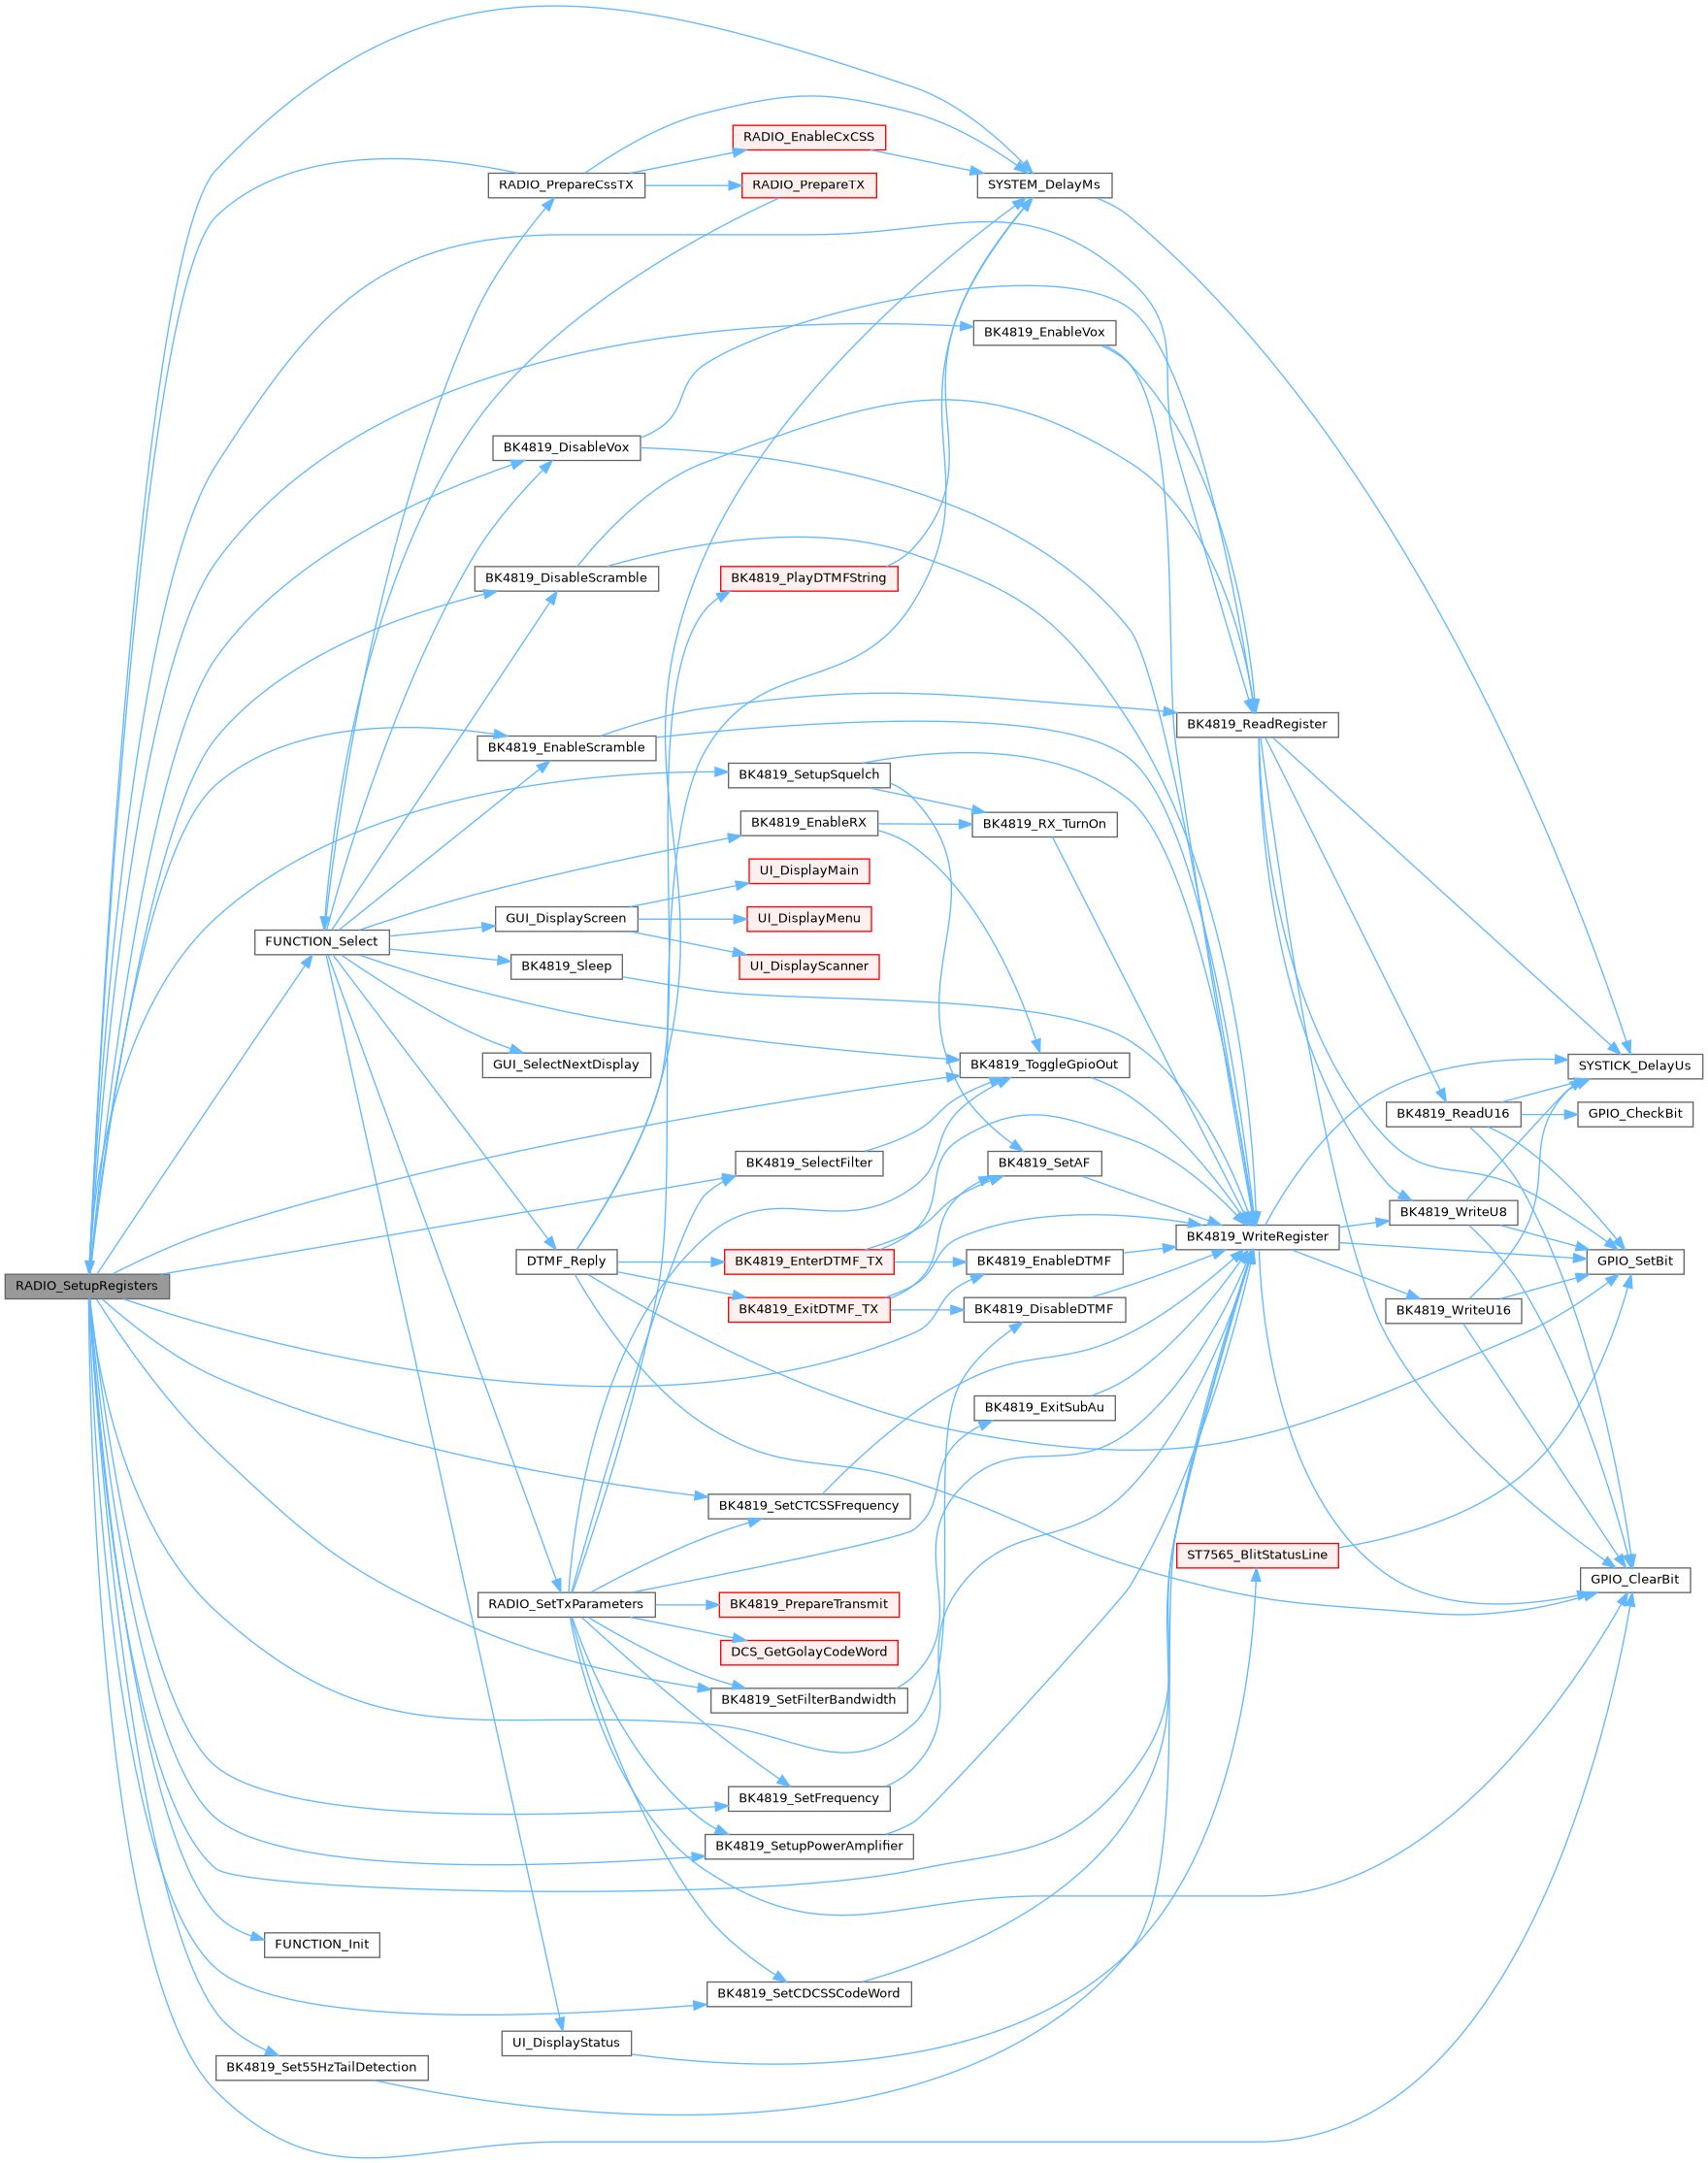 RADIO_EnableCxCSS
RADIO_PrepareCssTX
RADIO_PrepareTX
SYSTEM_DelayMs
BK4819_EnableVox
BK4819_DisableVox
BK4819_DisableScramble
BK4819_PlayDTMFString
BK4819_ReadRegister
BK4819_EnableScramble
BK4819_SetupSquelch
BK4819_EnableRX
BK4819_RX_TurnOn
UI_DisplayMain
GUI_DisplayScreen
UI_DisplayMenu
FUNCTION_Select
BK4819_Sleep
UI_DisplayScanner
GUI_SelectNextDisplay
BK4819_ToggleGpioOut
SYSTICK_DelayUs
BK4819_ReadU16
GPIO_CheckBit
BK4819_SelectFilter
BK4819_SetAF
BK4819_WriteU8
BK4819_WriteRegister
DTMF_Reply
BK4819_EnterDTMF_TX
BK4819_EnableDTMF
GPIO_SetBit
RADIO_SetupRegisters
BK4819_ExitDTMF_TX
BK4819_DisableDTMF
BK4819_WriteU16
BK4819_ExitSubAu
BK4819_SetCTCSSFrequency
ST7565_BlitStatusLine
GPIO_ClearBit
RADIO_SetTxParameters
BK4819_PrepareTransmit
DCS_GetGolayCodeWord
BK4819_SetFilterBandwidth
BK4819_SetFrequency
BK4819_SetupPowerAmplifier
FUNCTION_Init
BK4819_SetCDCSSCodeWord
UI_DisplayStatus
BK4819_Set55HzTailDetection